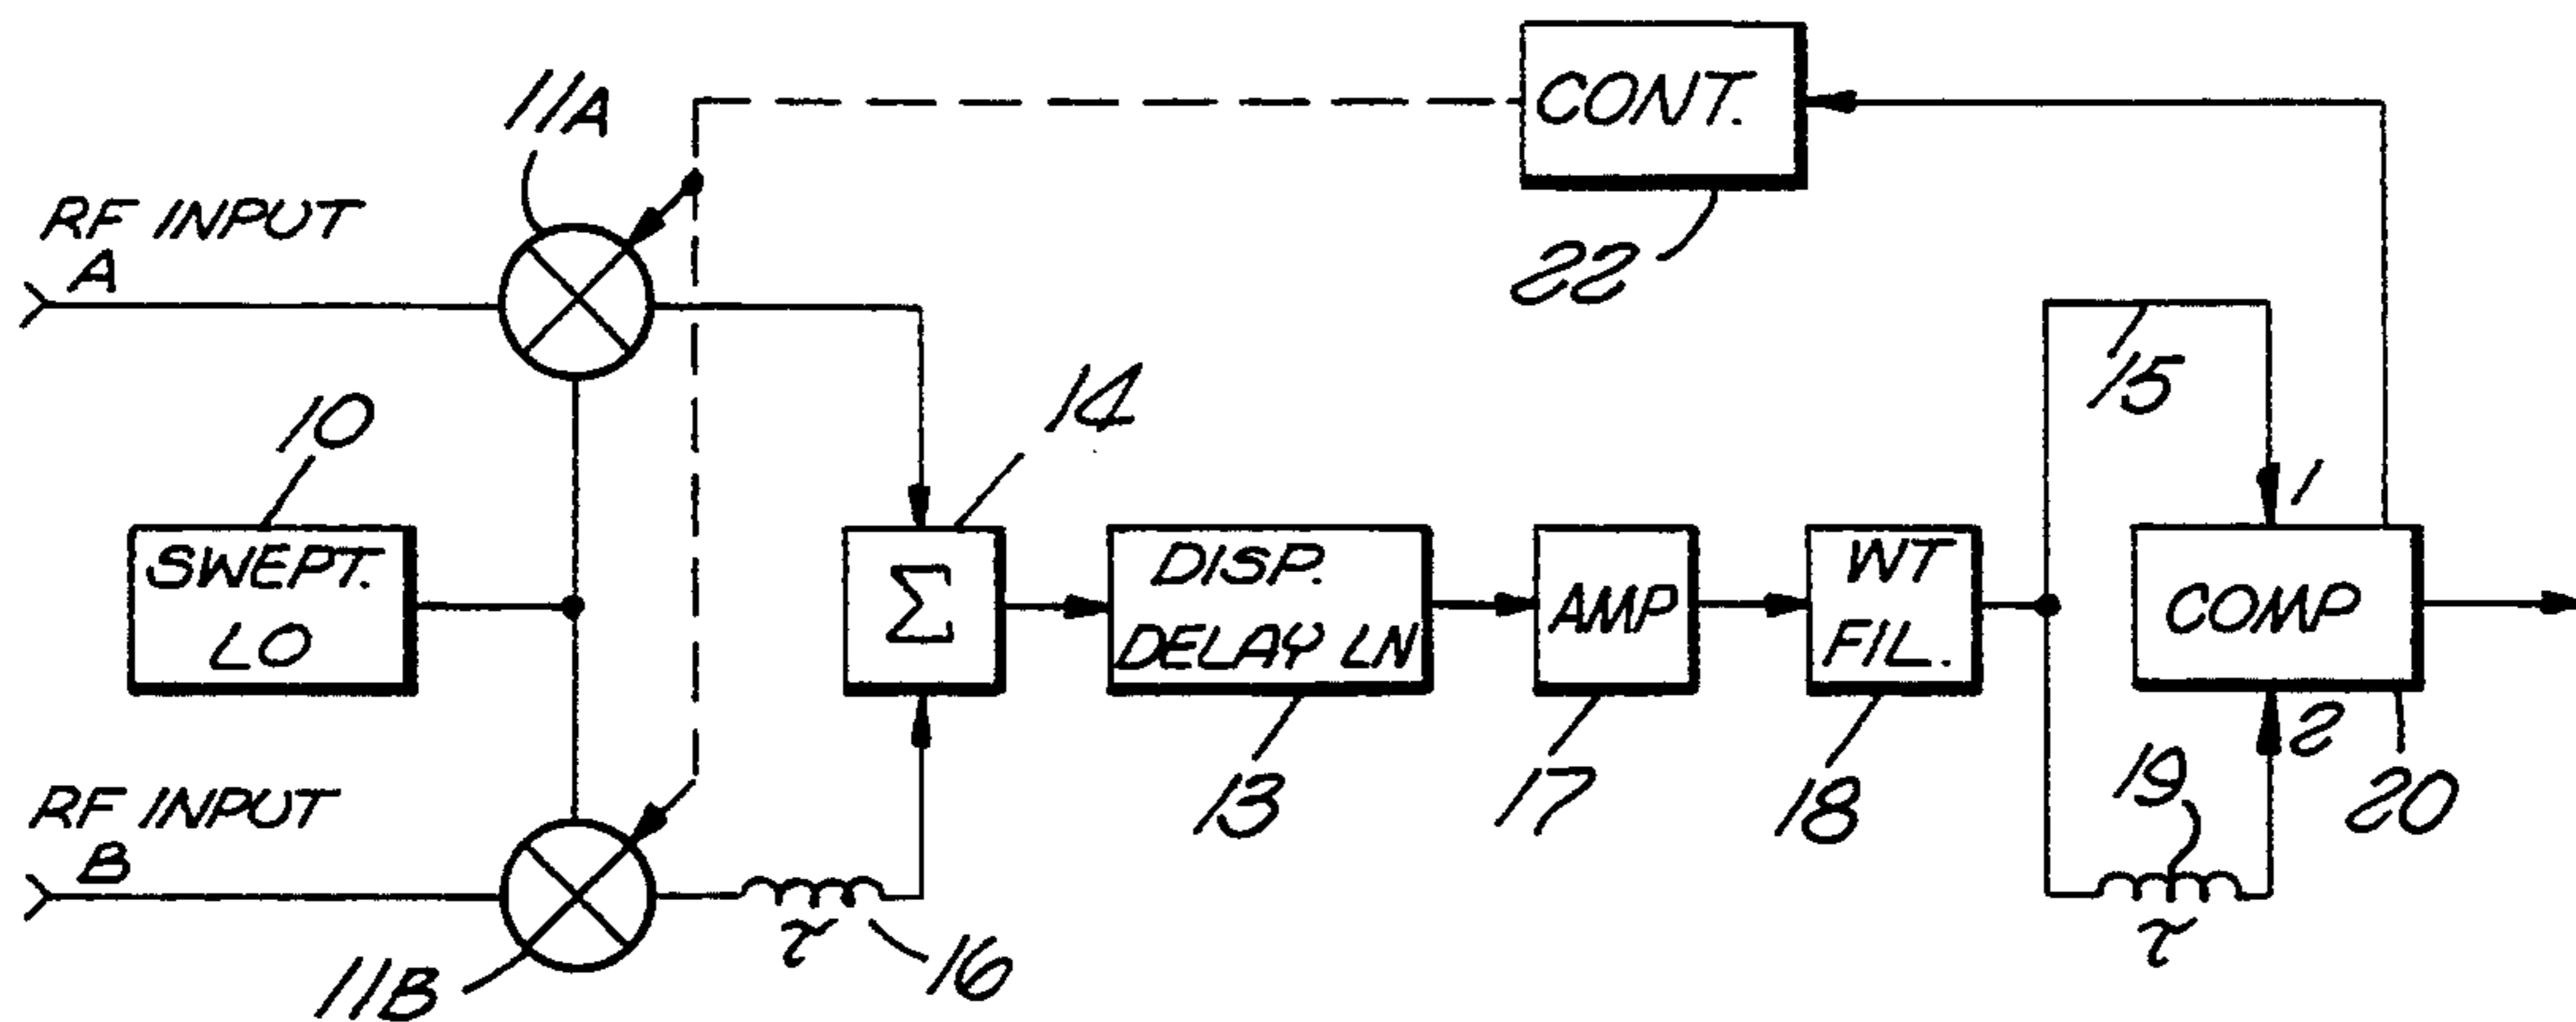 11A
CONT.
RF INPUT
A
22
15
10
14
1
SWEPT.
LO
Σ
DISP.
DELAY LN
AMP
WT
FIL.
COMP
2
RF INPUT
B
13
17
18
19
20
τ
16
τ
11B